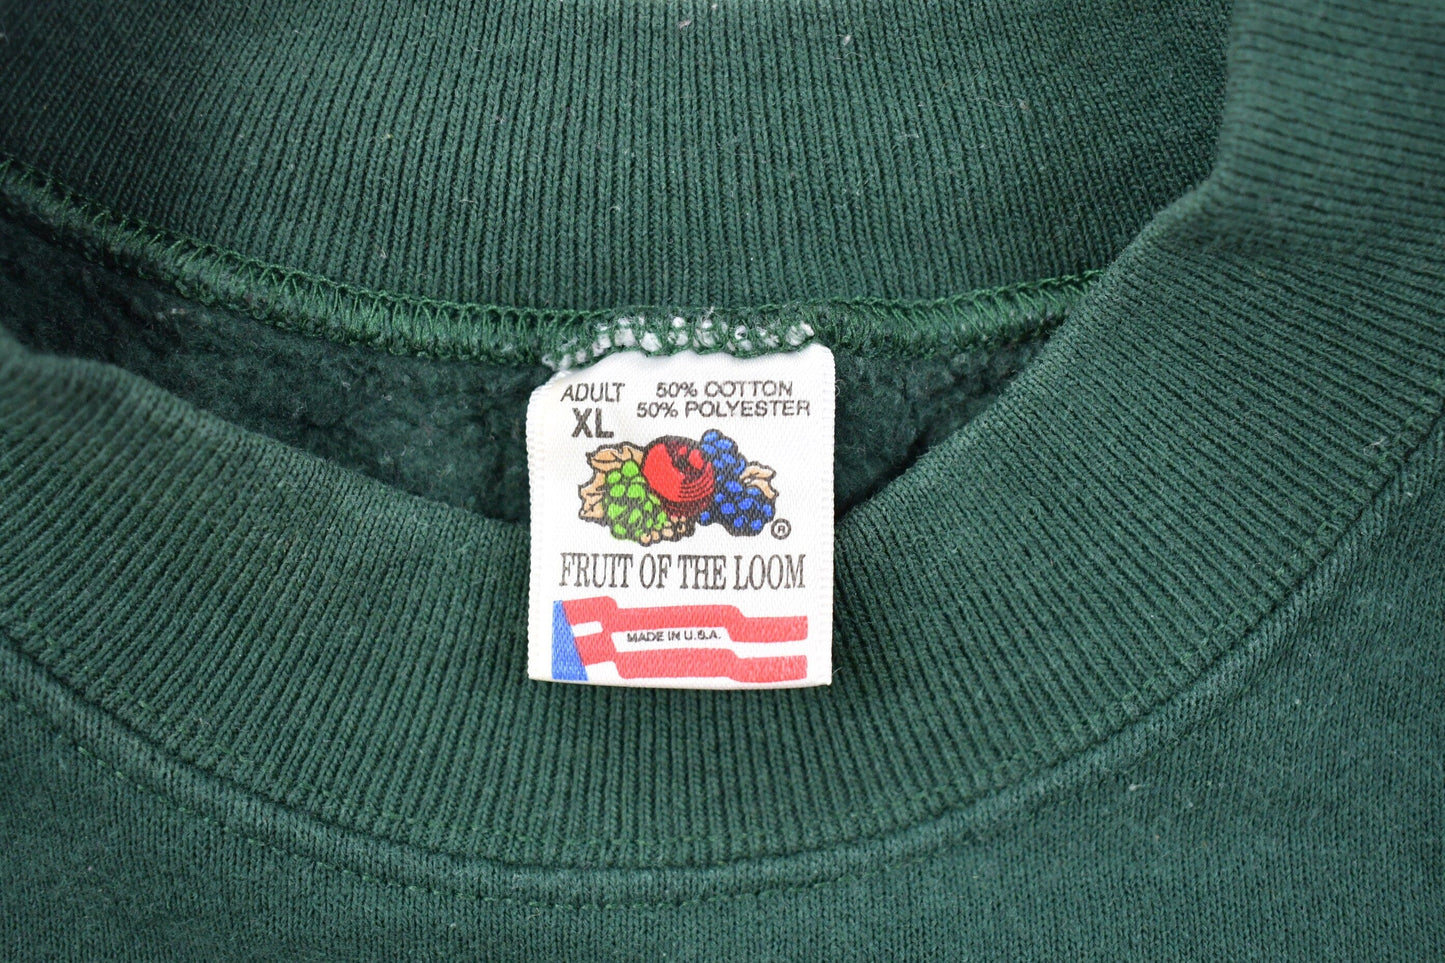 ADULT 50% COTTON
XL 50% POLYESTER
®
FRUIT OF THE LOOM
MADE IN U.S.A.